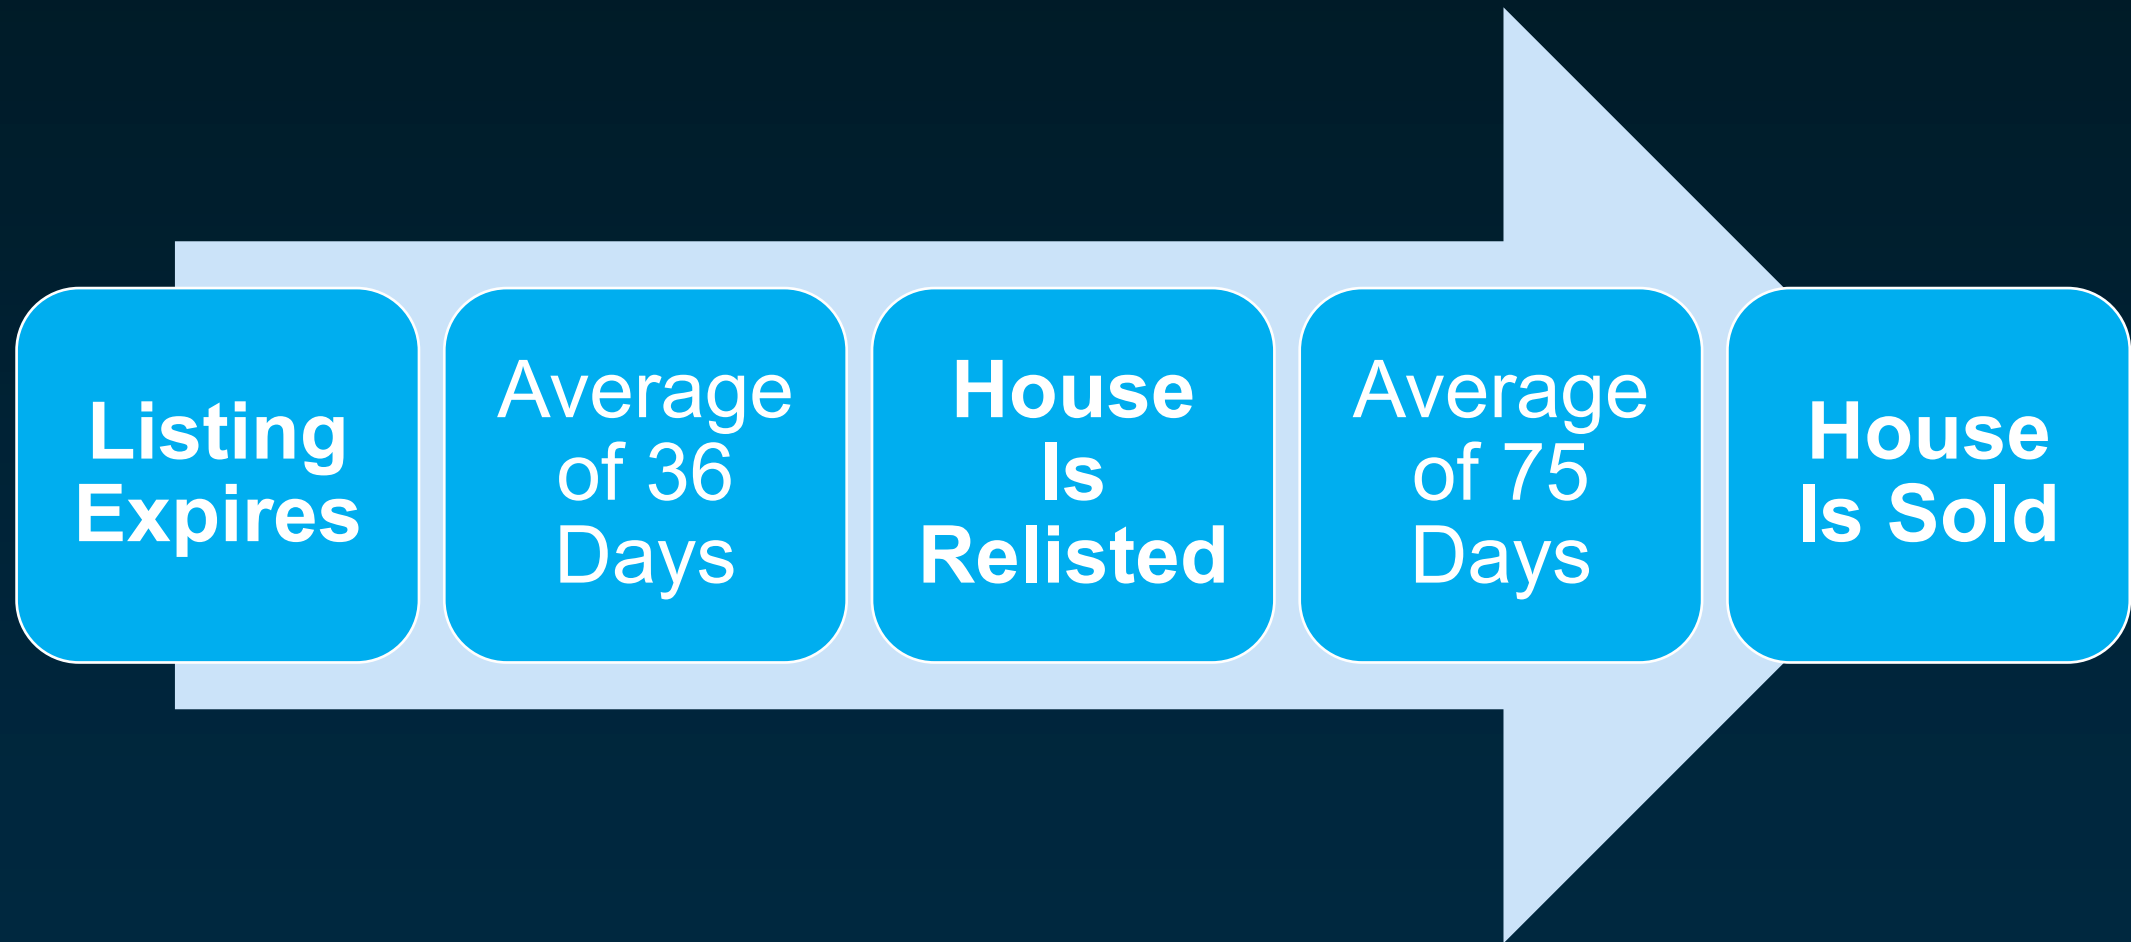 Listing
Expires
Average
of 36
Days
House
Is
Relisted
Average
of 75
Days
House
Is Sold